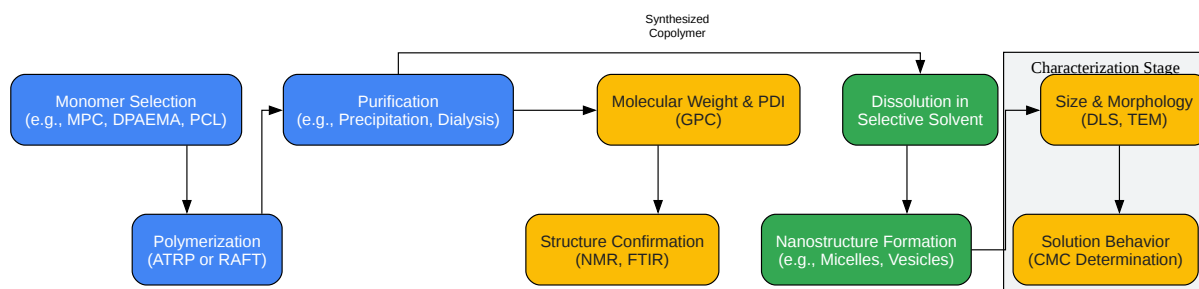 Synthesized
Copolymer
Characterization Stage
Monomer Selection
(e.g., MPC, DPAEMA, PCL)
Purification
(e.g., Precipitation, Dialysis)
Molecular Weight & PDI
(GPC)
Dissolution in
Selective Solvent
Size & Morphology
(DLS, TEM)
Polymerization
(ATRP or RAFT)
Structure Confirmation
(NMR, FTIR)
Nanostructure Formation
(e.g., Micelles, Vesicles)
Solution Behavior
(CMC Determination)